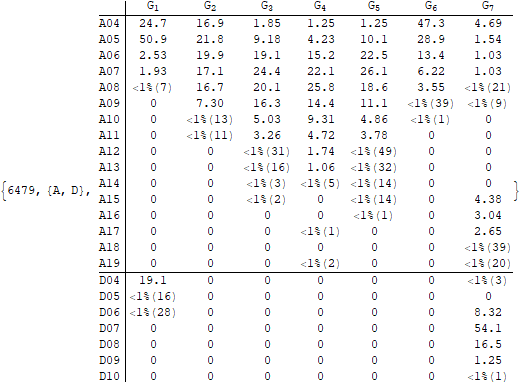 G1 G2 G3 G4 G5 G6 G7
A04 24.7 16.9 1.85 1.25 1.25 47.3 4.69
A05 50.9 21.8 9.18 4.23 10.1 28.9 1.54
A06 2.53 19.9 19.1 15.2 22.5 13.4 1.03
A07 1.93 17.1 24.4 22.1 26.1 6.22 1.03
A08 <1%(7) 16.7 20.1 25.8 18.6 3.55 <1%(21)
A09 0 7.30 16.3 14.4 11.1 <1%(39) <1%(9)
A10 0 <1%(13) 5.03 9.31 4.86 <1%(1) 0
A11 0 <1%(11) 3.26 4.72 3.78 0 0
A12 0 0 <1%(31) 1.74 <1%(49) 0 0
A13 0 0 <1%(16) 1.06 <1%(32) 0 0
A14 0 0 <1%(3) <1%(5) <1%(14) 0 0
{6479, {A, D}, A15 0 0 <1%(2) 0 <1%(14) 0 4.38 }
A16 0 0 0 0 <1%(1) 0 3.04
A17 0 0 0 <1%(1) 0 0 2.65
A18 0 0 0 0 0 0 <1%(39)
A19 0 0 0 <1%(2) 0 0 <1%(20)
D04 19.1 0 0 0 0 0 <1%(3)
D05 <1%(16) 0 0 0 0 0 0
D06 <1%(28) 0 0 0 0 0 8.32
D07 0 0 0 0 0 0 54.1
D08 0 0 0 0 0 0 16.5
D09 0 0 0 0 0 0 1.25
D10 0 0 0 0 0 0 <1%(1)